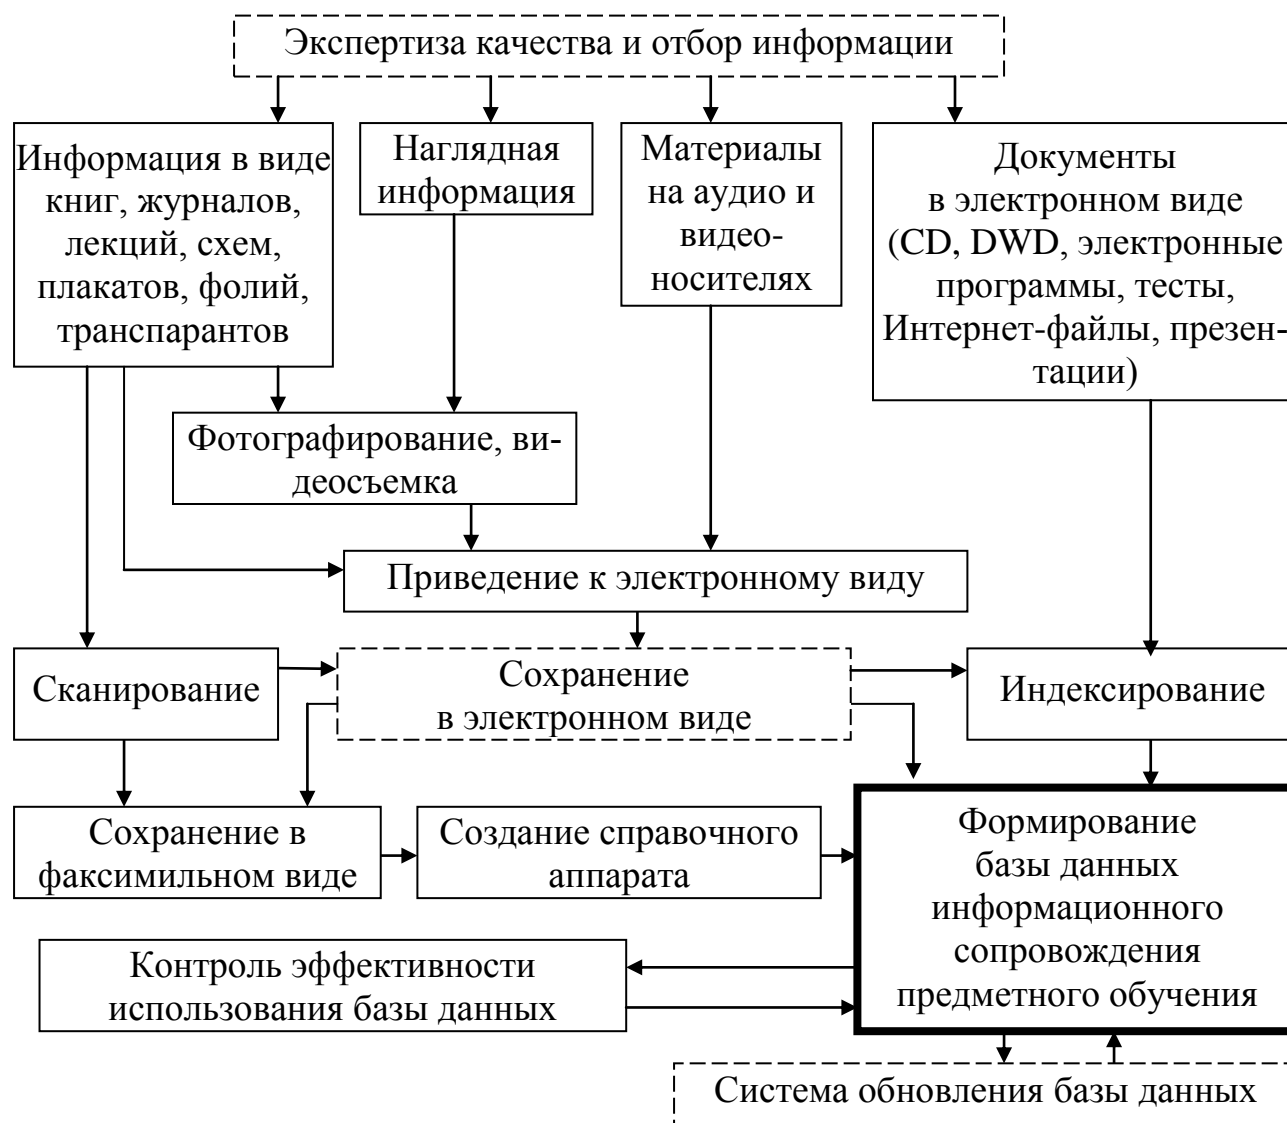 Экспертиза качества и отбор информации
Информация в виде
книг, журналов,
лекций, схем,
плакатов, фолий,
транспарантов
Наглядная
информация
Материалы
на аудио и
видео-
носителях
Документы
в электронном виде
(CD, DWD, электронные
программы, тесты,
Интернет-файлы, презен-
тации)
Фотографирование, ви-
деосъемка
Приведение к электронному виду
Сканирование
Сохранение
в электронном виде
Индексирование
Сохранение в
факсимильном виде
Создание справочного
аппарата
Формирование
базы данных
информационного
сопровождения
предметного обучения
Контроль эффективности
использования базы данных
Система обновления базы данных